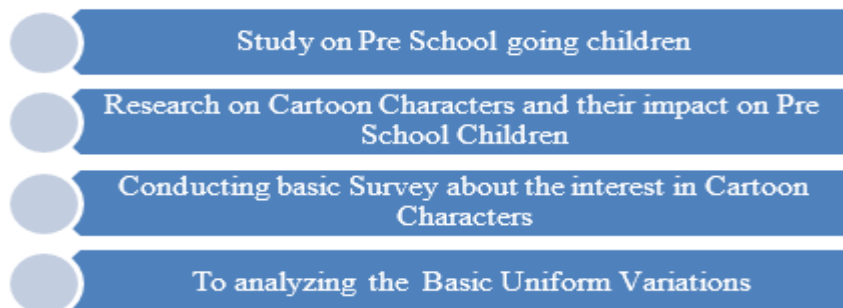 Study on Pre School going children
Research on Cartoon Characters and their impact on Pre
School Children
Conducting basic Survey about the interest in Cartoon
Characters
To analyzing the Basic Uniform Variations